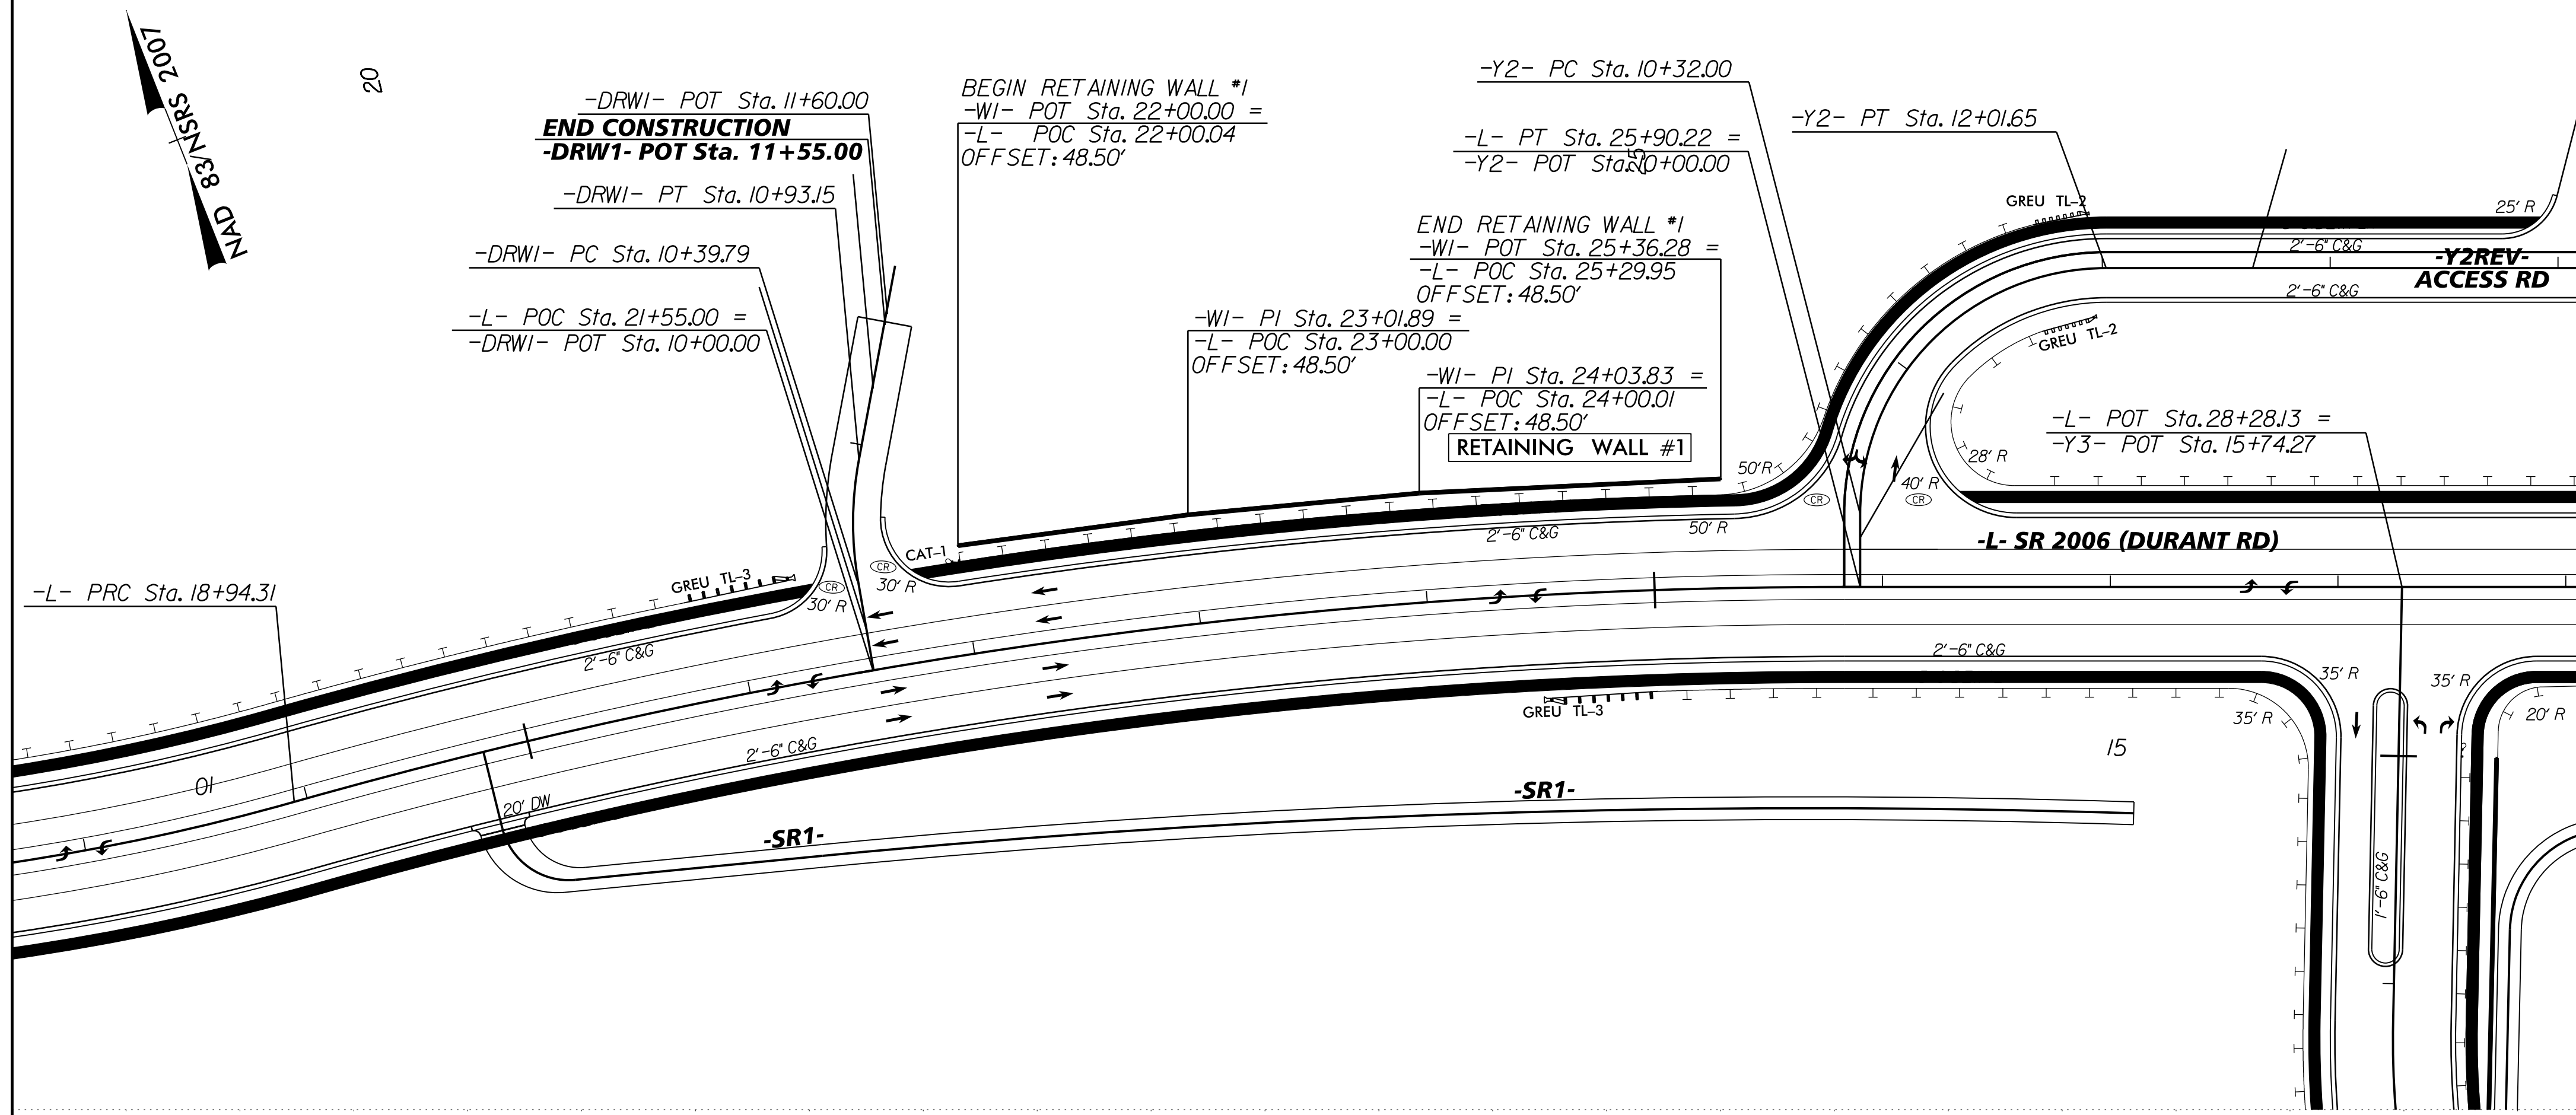 NAD 83/NSRS 2007
20
-DRW1- POT Sta. 11+60.00
END CONSTRUCTION
-DRW1- POT Sta. 11+55.00
-DRW1- PT Sta. 10+93.15
-DRW1- PC Sta. 10+39.79
-L- POC Sta. 21+55.00 =
-DRW1- POT Sta. 10+00.00
BEGIN RETAINING WALL #1
-W1- POT Sta. 22+00.00 =
-L- POC Sta. 22+00.04
OFFSET: 48.50'
-W1- PI Sta. 23+01.89 =
-L- POC Sta. 23+00.00
OFFSET: 48.50'
END RETAINING WALL #1
-W1- POT Sta. 25+36.28 =
-L- POC Sta. 25+29.95
OFFSET: 48.50'
-W1- PI Sta. 24+03.83 =
-L- POC Sta. 24+00.01
OFFSET: 48.50'
RETAINING WALL #1
-Y2- PC Sta. 10+32.00
-L- PT Sta. 25+90.22 =
-Y2- POT Sta. 10+00.00
25
-Y2- PT Sta. 12+01.65
GREU TL-2
25' R
2'-6" C&G
-Y2REV-
ACCESS RD
2'-6" C&G
GREU TL-2
-L- POT Sta. 28+28.13 =
-Y3- POT Sta. 15+74.27
50'R
28' R
40' R
CR
CR
50' R
2'-6" C&G
-L- SR 2006 (DURANT RD)
CAT-1
CR
30' R
GREU TL-3
CR
30' R
-L- PRC Sta. 18+94.31
2'-6" C&G
2'-6" C&G
35' R
35' R
GREU TL-3
35' R
20' R
15
2'-6" C&G
10
20' DW
-SR1-
-SR1-
1'-6" C&G